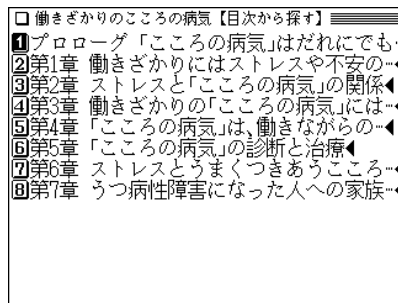 □ 働きざかりのこころの病気【目次から探す】
1プロローグ 「こころの病気」はだれにでも…
2第1章 働きざかりにはストレスや不安の…◀
3第2章 ストレスと「こころの病気」の関係◀
4第3章 働きざかりの「こころの病気」には…◀
5第4章 「こころの病気」は、働きながらの…◀
6第5章 「こころの病気」の診断と治療◀
7第6章 ストレスとうまくつきあうこころ…◀
8第7章 うつ病性障害になった人への家族…◀